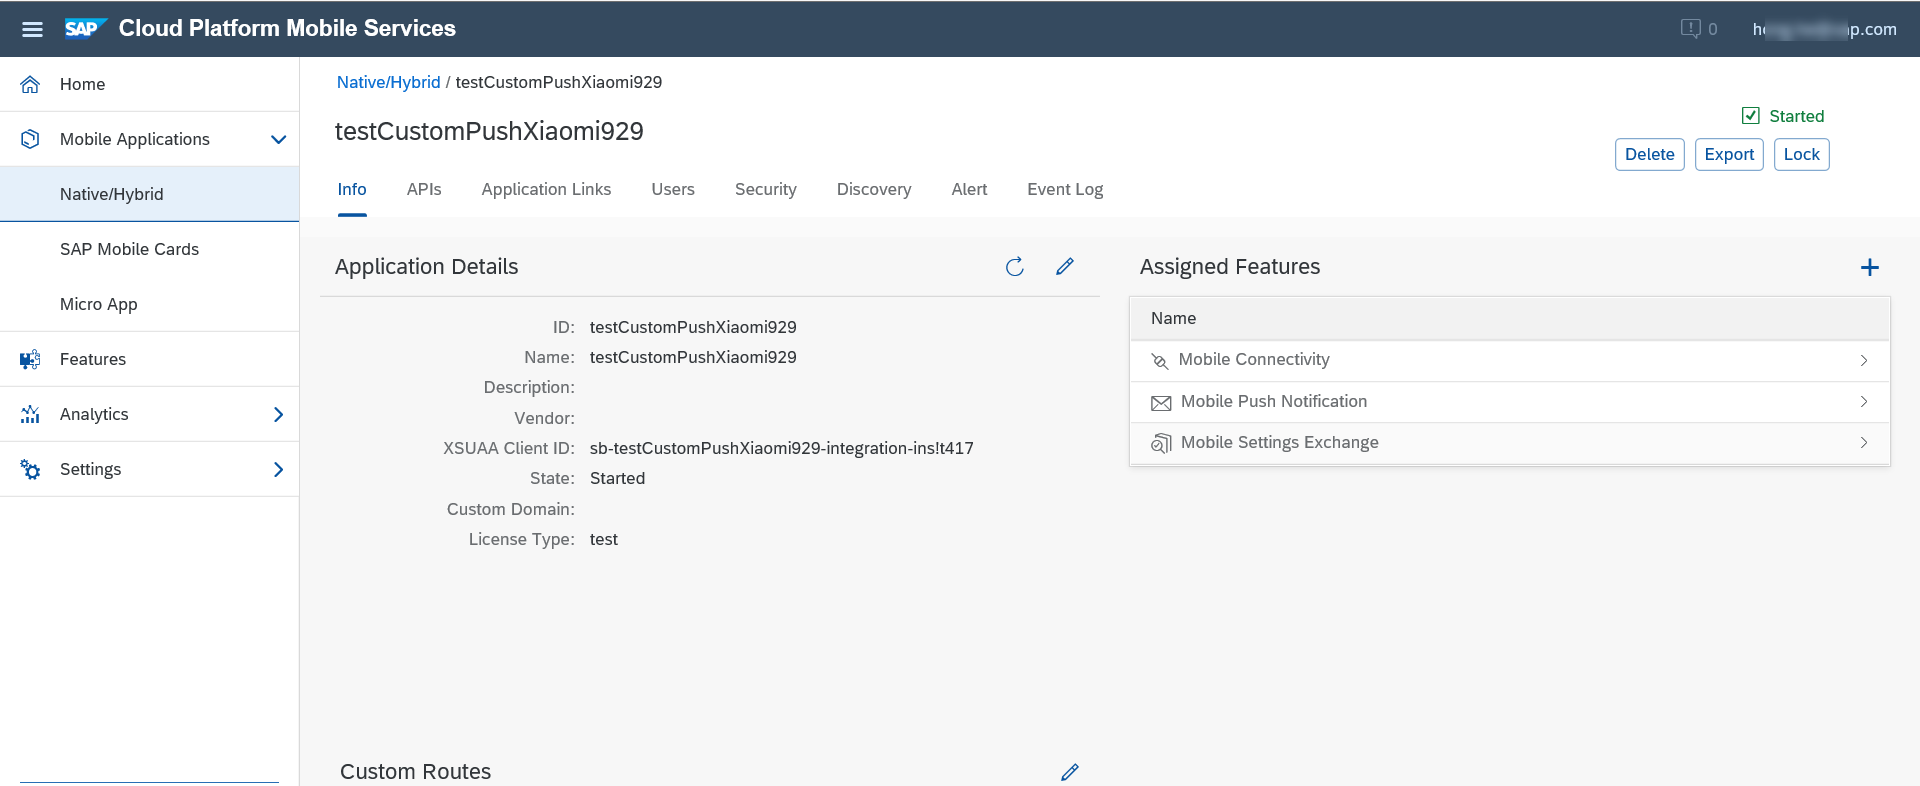 SAP Cloud Platform Mobile Services
0
Home
Mobile Applications
Native/Hybrid
SAP Mobile Cards
Micro App
Features
Analytics
Settings
Native/Hybrid / testCustomPushXiaomi929
testCustomPushXiaomi929
Started
Delete Export Lock
Info APIs Application Links Users Security Discovery Alert Event Log
Application Details
ID: testCustomPushXiaomi929
Name: testCustomPushXiaomi929
Description:
Vendor:
XSUAA Client ID: sb-testCustomPushXiaomi929-integration-ins!t417
State: Started
Custom Domain:
License Type: test
Custom Routes
Assigned Features
Name
Mobile Connectivity
Mobile Push Notification
Mobile Settings Exchange